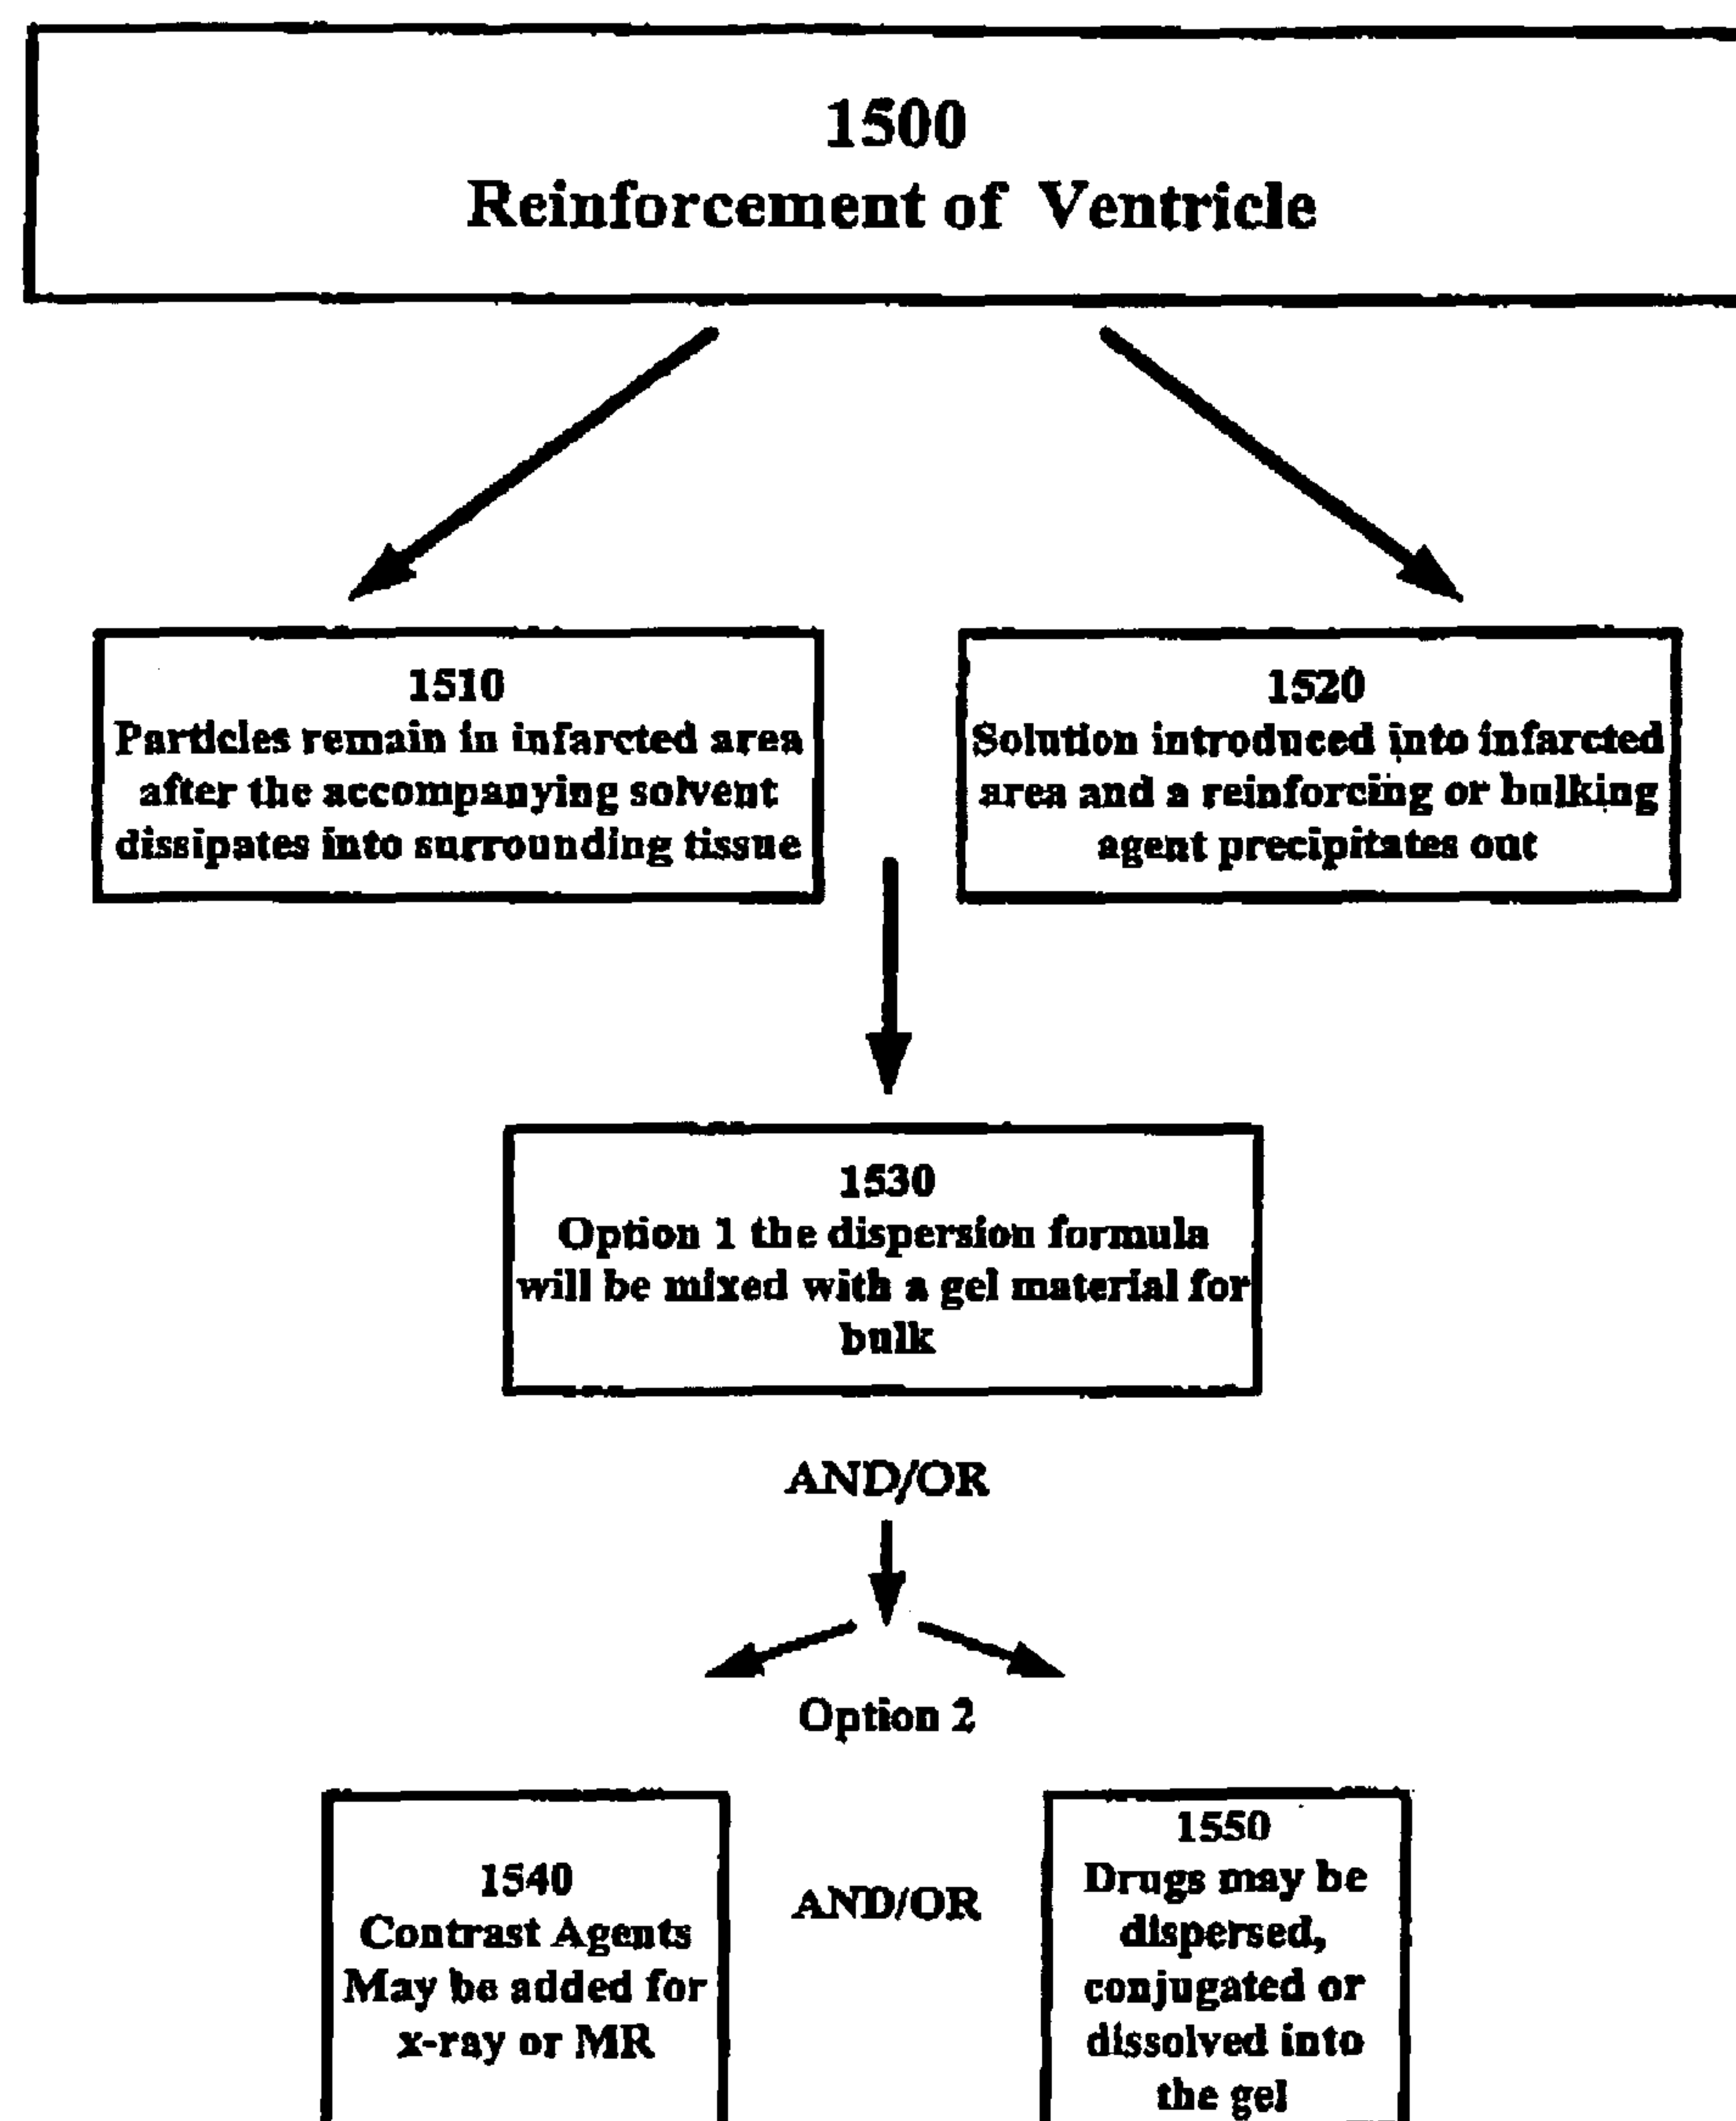 1500
Reinforcement of Ventricle
1510
Particles remain in infarcted area
after the accompanying solvent
dissipates into surrounding tissue
1520
Solution introduced into infarcted
area and a reinforcing or bulking
agent precipitates out
1530
Option 1 the dispersion formula
will be mixed with a gel material for
bulk
AND/OR
Option 2
1540
Contrast Agents
May be added for
x-ray or MR
AND/OR
1550
Drugs may be
dispersed,
conjugated or
dissolved into
the gel